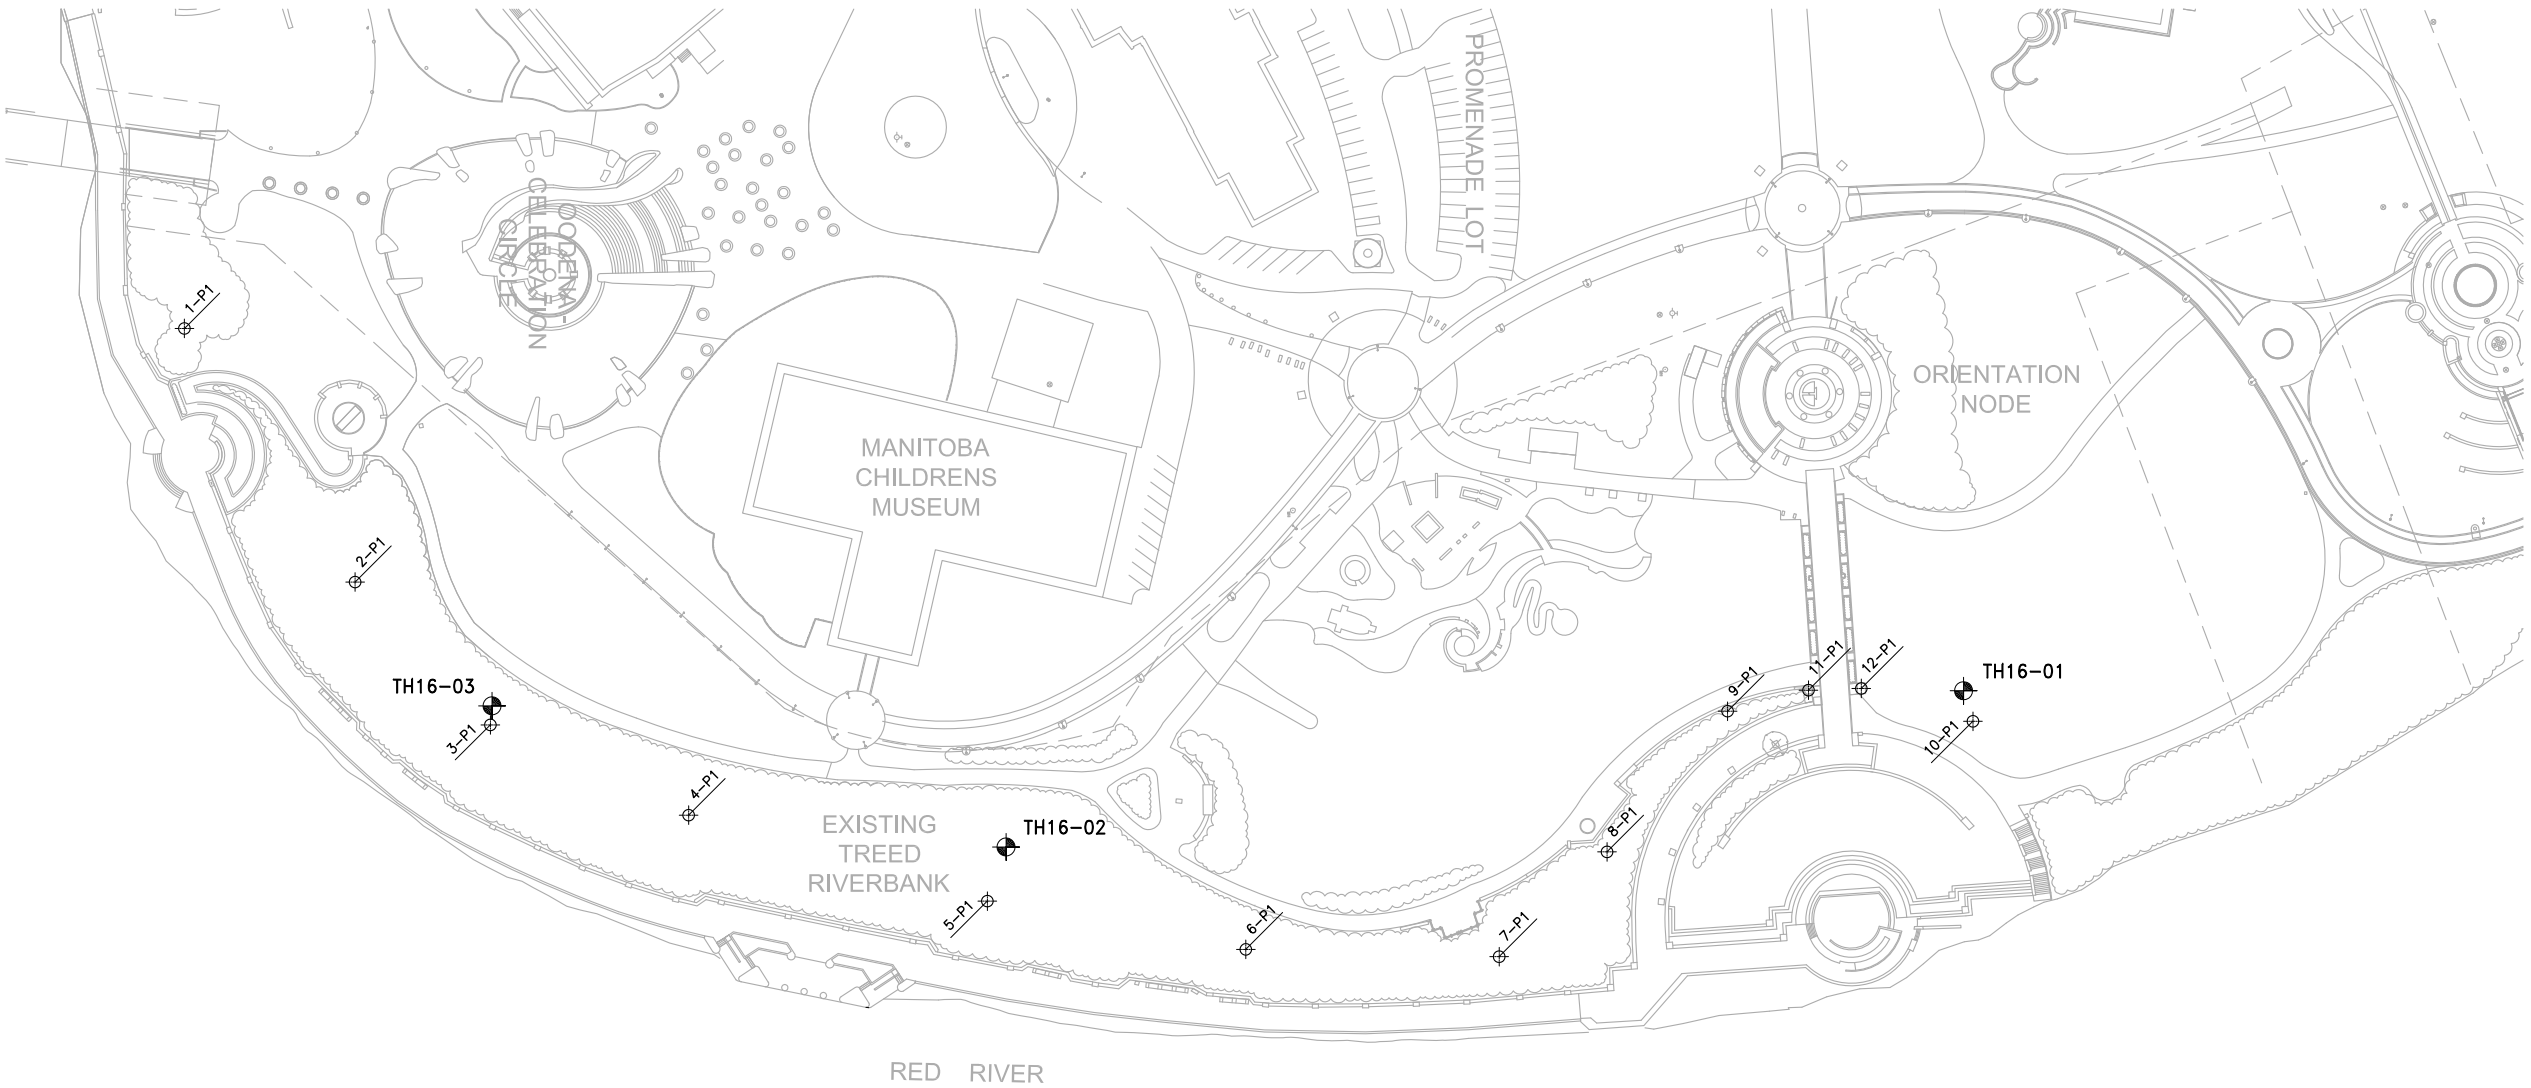 PROMENADE LOT
OODENA -
CELEBRATION
CIRCLE
1-P1
ORIENTATION
NODE
MANITOBA
CHILDRENS
MUSEUM
2-P1
TH16-03
3-P1
4-P1
EXISTING
TREED
RIVERBANK
TH16-02
5-P1
6-P1
7-P1
8-P1
9-P1
11-P1
12-P1
TH16-01
10-P1
RED RIVER